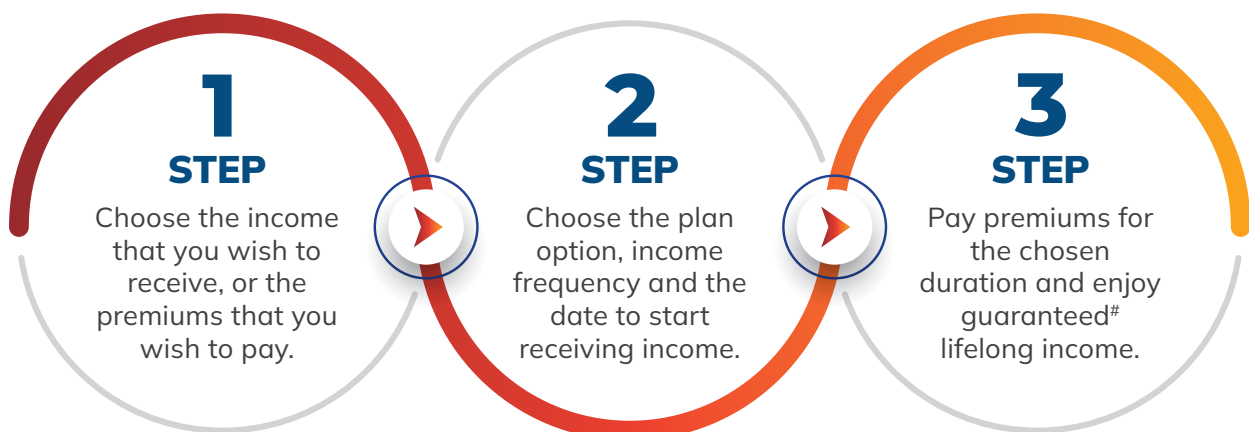 1
STEP
Choose the income
that you wish to
receive, or the
premiums that you
wish to pay.
2
STEP
Choose the plan
option, income
frequency and the
date to start
receiving income.
3
STEP
Pay premiums for
the chosen
duration and enjoy
guaranteed#
lifelong income.